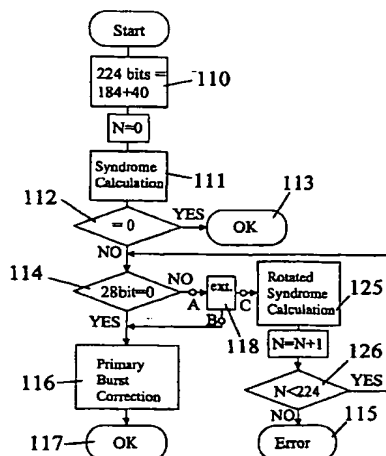 Start
224 bits =
184+40
110
N=0
Syndrome
Calculation
111
112
= 0
YES
113
OK
NO
114
28bit=0
NO
A
ext.
B
C
118
Rotated
Syndrome
Calculation
125
YES
N=N+1
116
Primary
Burst
Correction
126
N<224
YES
NO
117
OK
Error
115